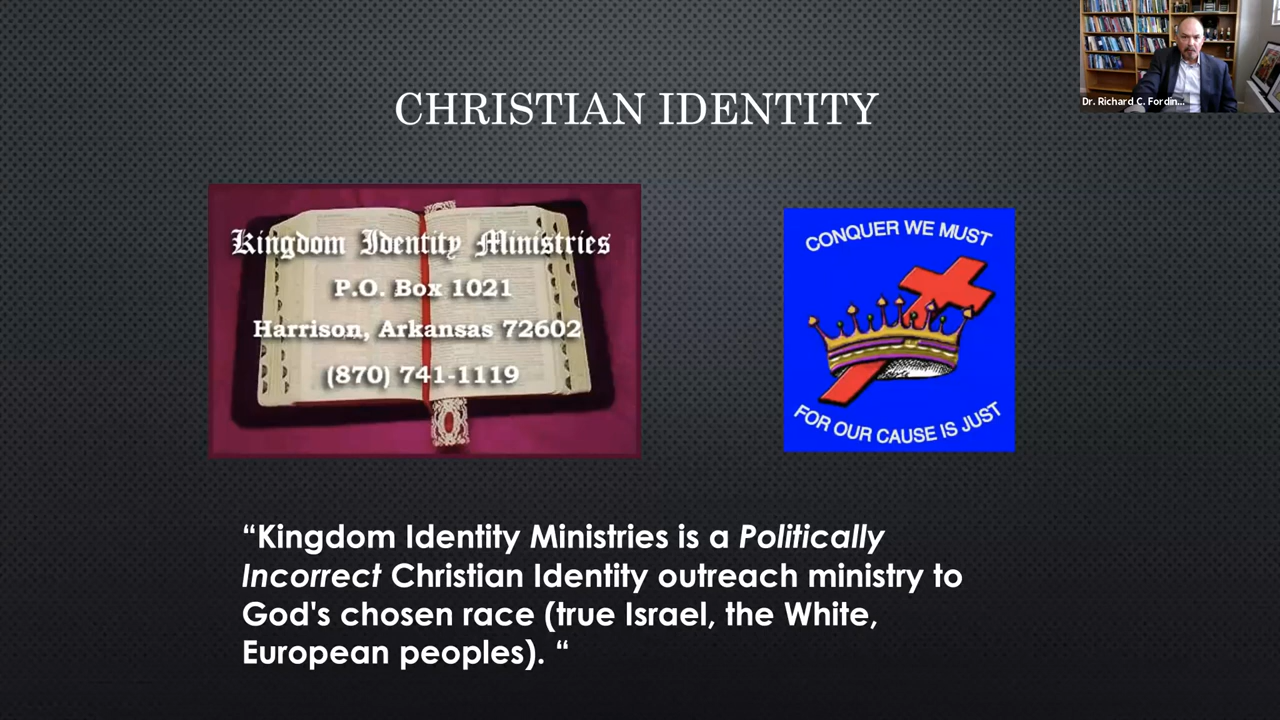 Dr. Richard C. Fordin...
CHRISTIAN IDENTITY
Kingdom Identity Ministries
P.O. Box 1021
Harrison, Arkansas 72602
(870) 741-1119
CONQUER WE MUST
FOR OUR CAUSE IS JUST
“Kingdom Identity Ministries is a Politically
Incorrect Christian Identity outreach ministry to
God's chosen race (true Israel, the White,
European peoples). “